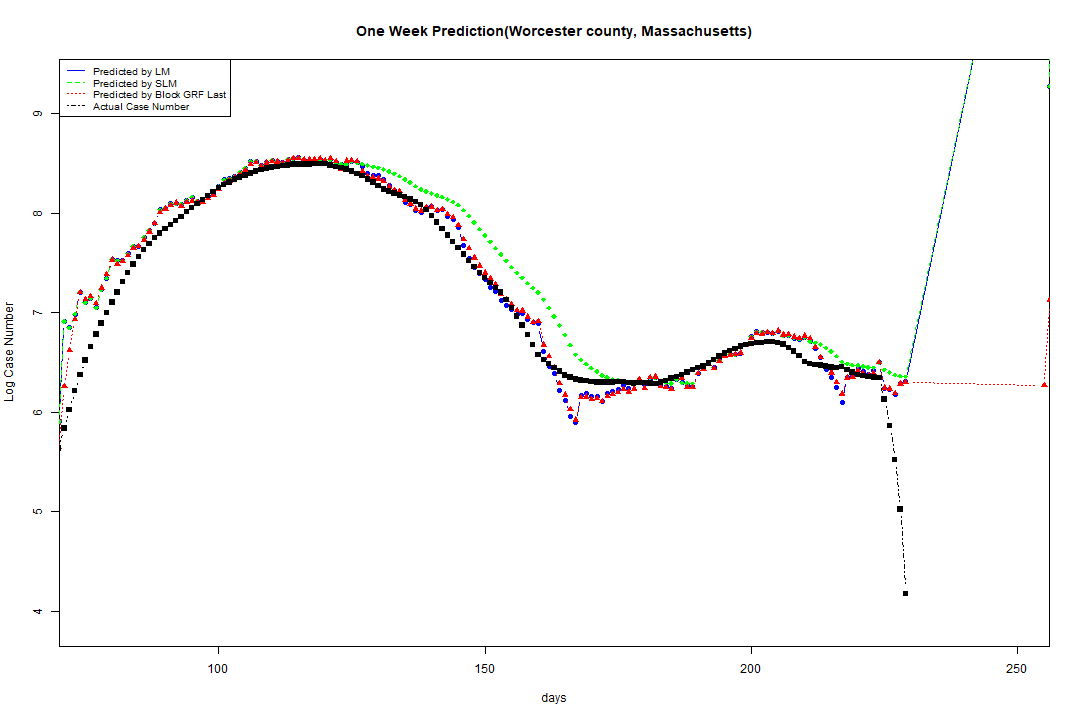 One Week Prediction(Worcester county, Massachusetts)
Predicted by LM
Predicted by SLM
Predicted by Block GRF Last
Actual Case Number
9
8
7
6
5
4
Log Case Number
100
150
200
250
days